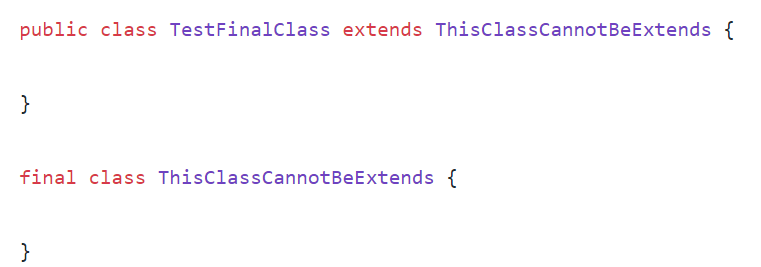 public class TestFinalClass extends ThisClassCannotBeExtends {
}
final class ThisClassCannotBeExtends {
}